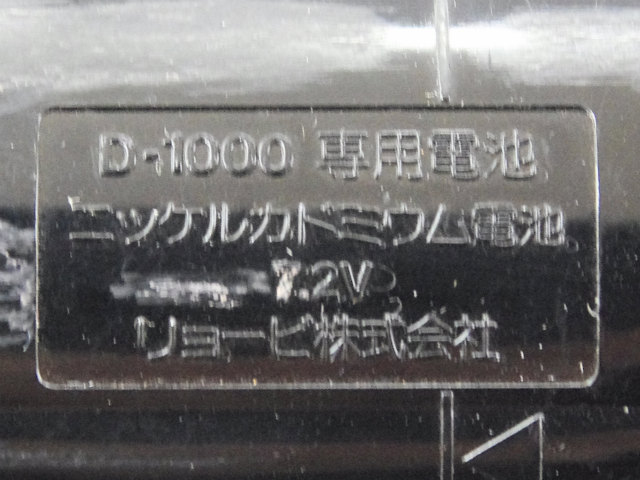 D-1000 専用電池
ニッケルカドミウム電池
7.2V
リョービ株式会社